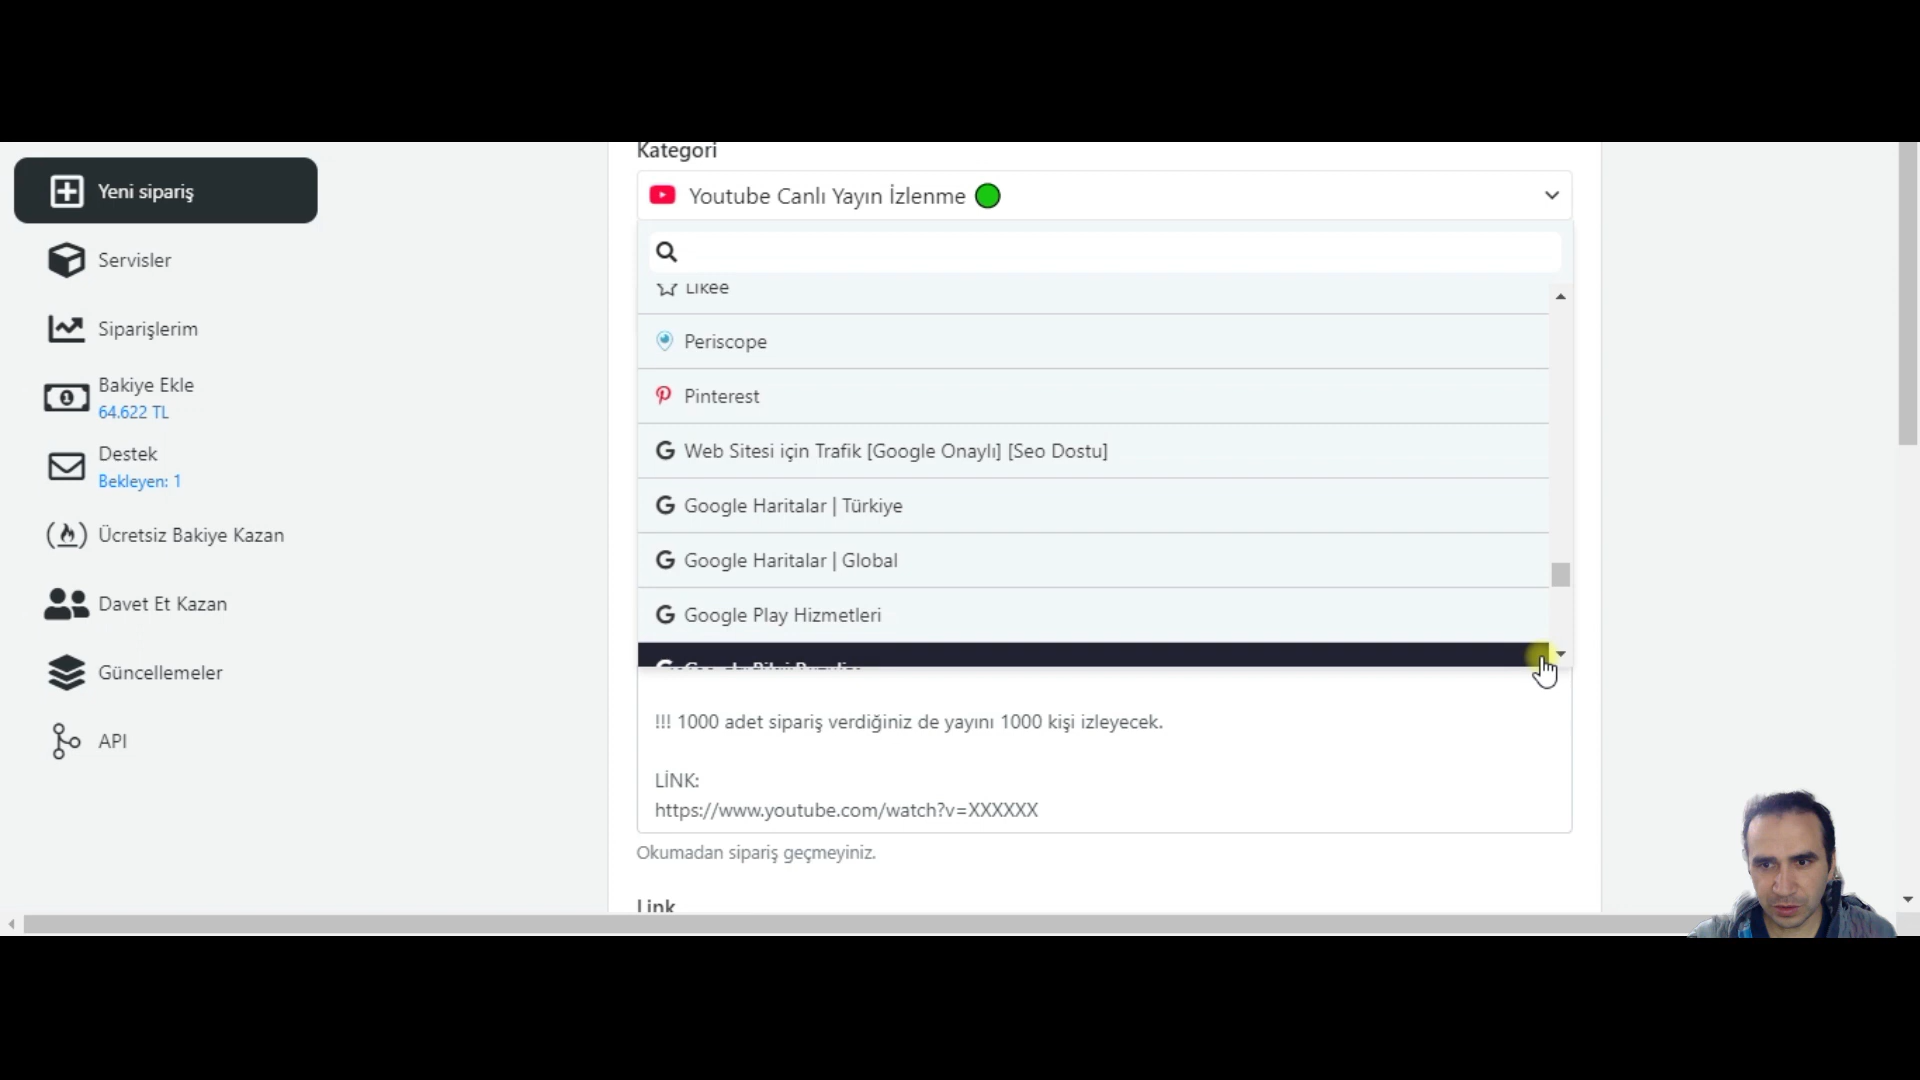 Kategori
Yeni sipariş
Youtube Canlı Yayın İzlenme
Servisler
Likee
Siparişlerim
Periscope
Bakiye Ekle
64.622 TL
Pinterest
Destek
Bekleyen: 1
Web Sitesi için Trafik [Google Onaylı] [Seo Dostu]
Google Haritalar | Türkiye
Ücretsiz Bakiye Kazan
Google Haritalar | Global
Davet Et Kazan
Google Play Hizmetleri
Güncellemeler
!!! 1000 adet sipariş verdiğiniz de yayını 1000 kişi izleyecek.
API
LİNK:
https://www.youtube.com/watch?v=XXXXXX
Okumadan sipariş geçmeyiniz.
Link